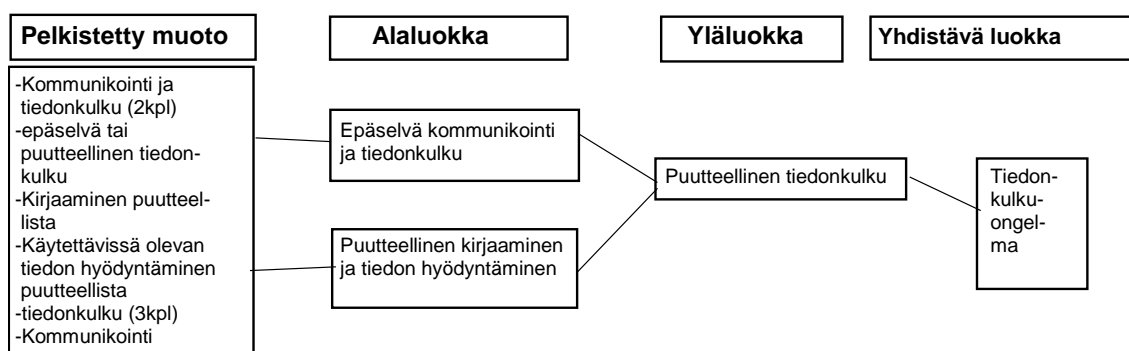 Pelkistetty muoto
Alaluokka
Yläluokka
Yhdistävä luokka
-Kommunikointi ja
tiedonkulku (2kpl)
-epäselvä tai
puutteellinen tiedon-
kulku
-Kirjaaminen puutteel-
lista
-Käytettävissä olevan
tiedon hyödyntäminen
puutteellista
-tiedonkulku (3kpl)
-Kommunikointi
Epäselvä kommunikointi
ja tiedonkulku
Puutteellinen kirjaaminen
ja tiedon hyödyntäminen
Puutteellinen tiedonkulku
Tiedon-
kulku-
ongel-
ma